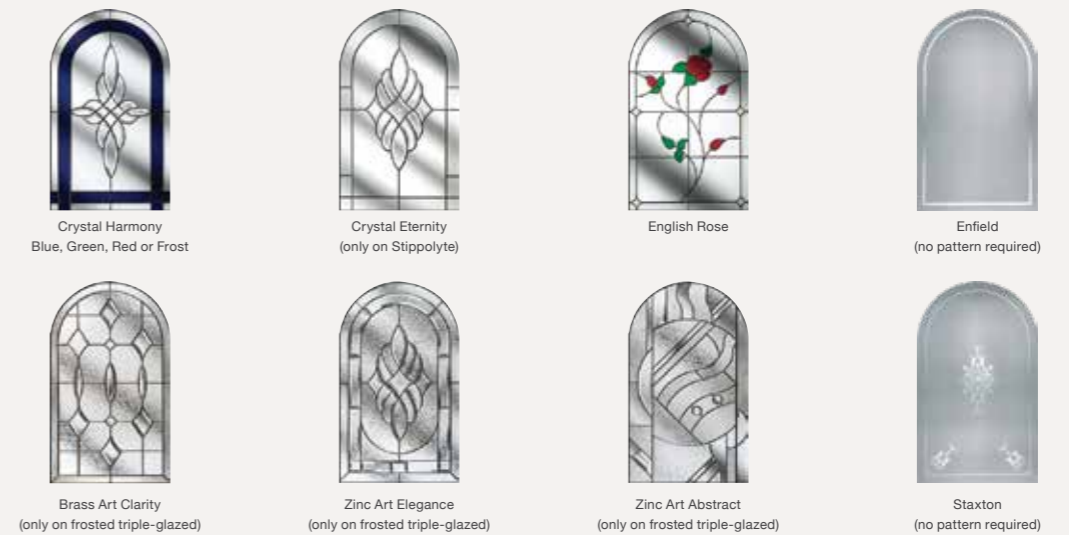 Crystal Harmony
Blue, Green, Red or Frost
Crystal Eternity
(only on Stippolyte)
English Rose
Enfield
(no pattern required)
Brass Art Clarity
(only on frosted triple-glazed)
Zinc Art Elegance
(only on frosted triple-glazed)
Zinc Art Abstract
(only on frosted triple-glazed)
Staxton
(no pattern required)